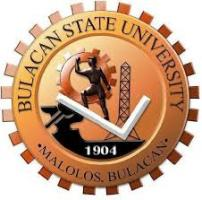 BULACAN STATE UNIVERSITY
1904
• MALOLOS, BULACAN •